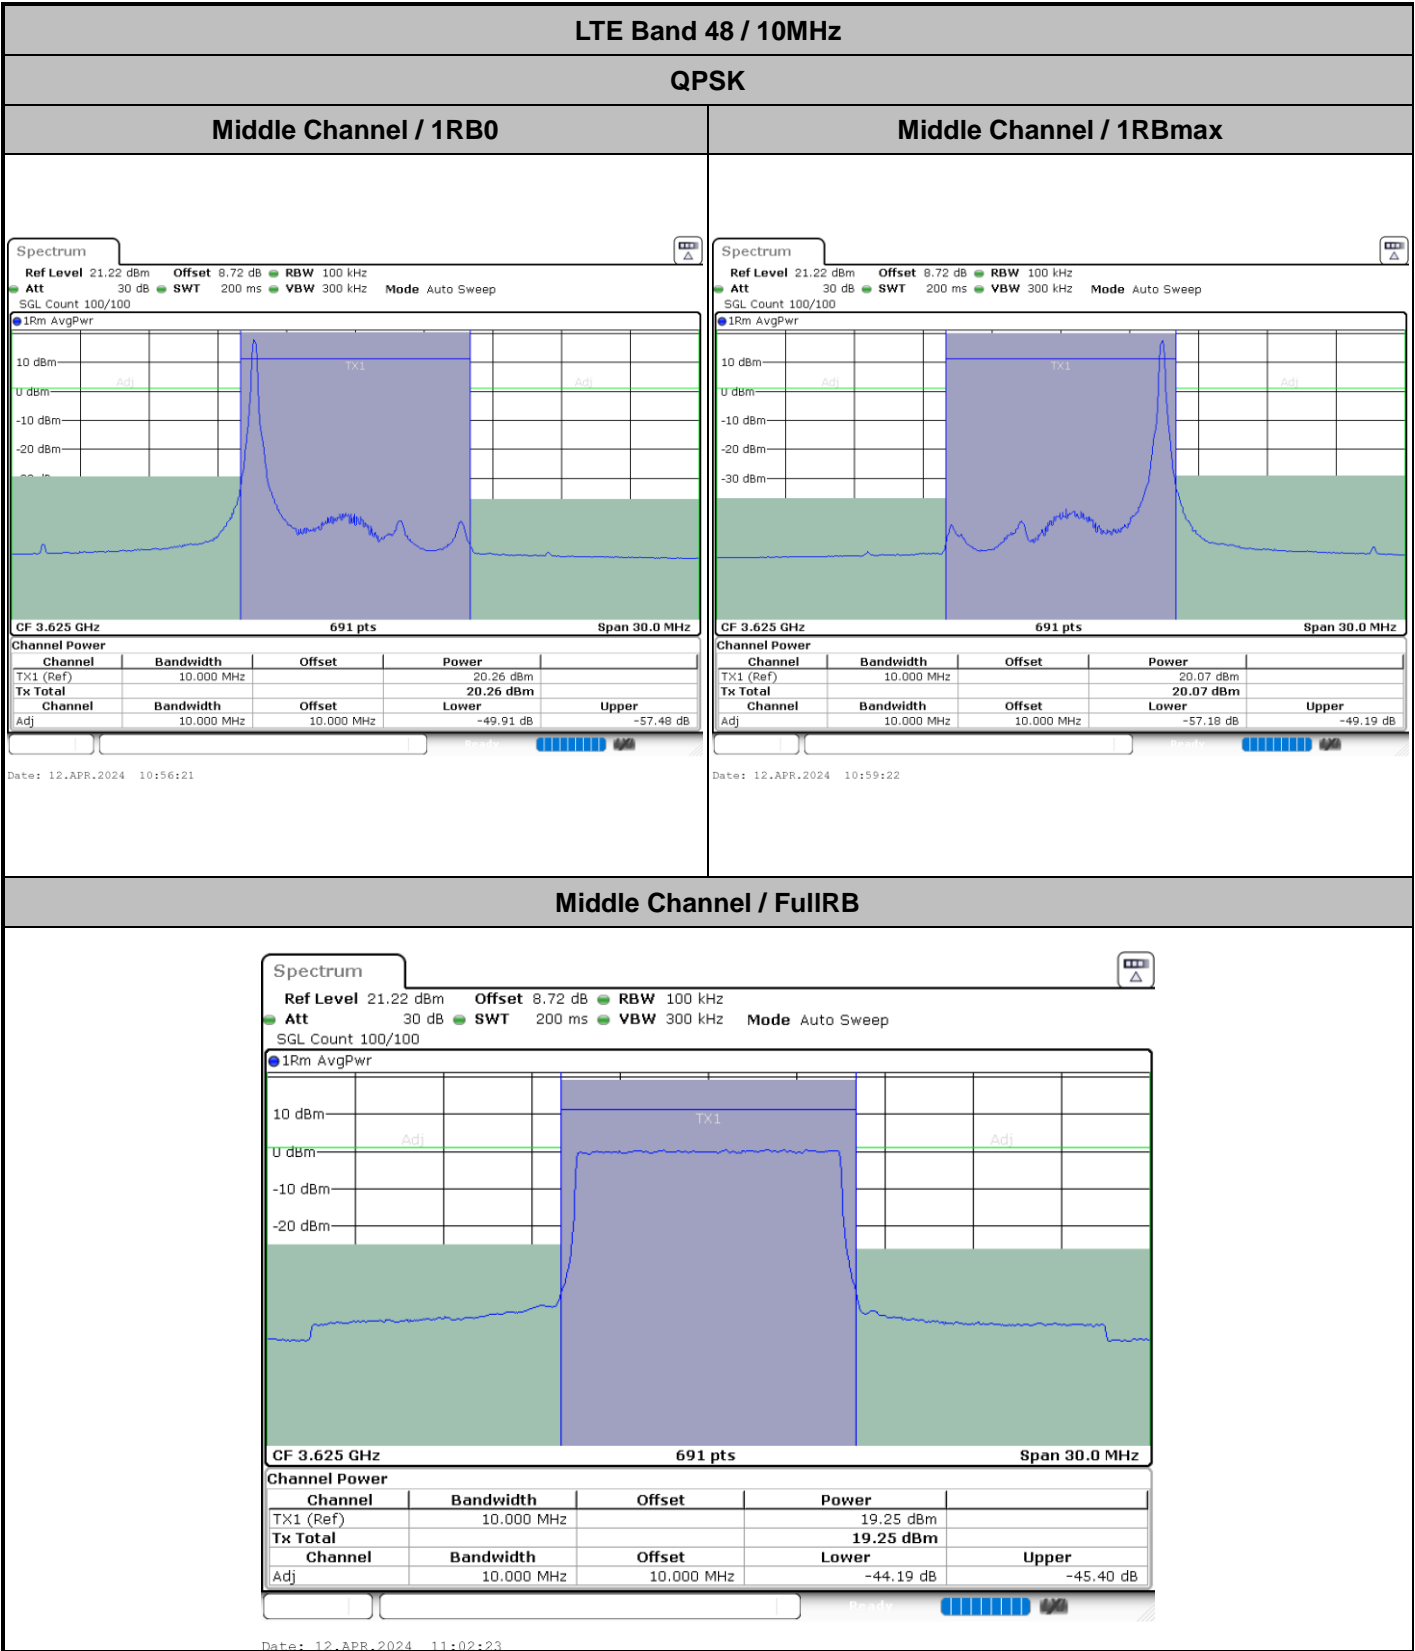 LTE Band 48 / 10MHz
QPSK
Middle Channel / 1RB0
Middle Channel / 1RBmax
Spectrum
Ref Level 21.22 dBm Offset 8.72 dB RBW 100 kHz
Att 30 dB SWT 200 ms VBW 300 kHz Mode Auto Sweep
SGL Count 100/100
1Rm AvgPwr
10 dBm
TX1
Adj
Adj
0 dBm
-10 dBm
-20 dBm
CF 3.625 GHz 691 pts Span 30.0 MHz
Channel Power
Channel Bandwidth Offset Power
TX1 (Ref) 10.000 MHz 20.26 dBm
Tx Total 20.26 dBm
Channel Bandwidth Offset Lower Upper
Adj 10.000 MHz 10.000 MHz -49.91 dB -57.48 dB
Ready
Date: 12.APR.2024 10:56:21
Spectrum
Ref Level 21.22 dBm Offset 8.72 dB RBW 100 kHz
Att 30 dB SWT 200 ms VBW 300 kHz Mode Auto Sweep
SGL Count 100/100
1Rm AvgPwr
10 dBm
TX1
Adj
Adj
0 dBm
-10 dBm
-20 dBm
-30 dBm
CF 3.625 GHz 691 pts Span 30.0 MHz
Channel Power
Channel Bandwidth Offset Power
TX1 (Ref) 10.000 MHz 20.07 dBm
Tx Total 20.07 dBm
Channel Bandwidth Offset Lower Upper
Adj 10.000 MHz 10.000 MHz -57.18 dB -49.19 dB
Ready
Date: 12.APR.2024 10:59:22
Middle Channel / FullRB
Spectrum
Ref Level 21.22 dBm Offset 8.72 dB RBW 100 kHz
Att 30 dB SWT 200 ms VBW 300 kHz Mode Auto Sweep
SGL Count 100/100
1Rm AvgPwr
10 dBm
TX1
Adj
Adj
0 dBm
-10 dBm
-20 dBm
CF 3.625 GHz 691 pts Span 30.0 MHz
Channel Power
Channel Bandwidth Offset Power
TX1 (Ref) 10.000 MHz 19.25 dBm
Tx Total 19.25 dBm
Channel Bandwidth Offset Lower Upper
Adj 10.000 MHz 10.000 MHz -44.19 dB -45.40 dB
Ready
Date: 12.APR.2024 11:02:23